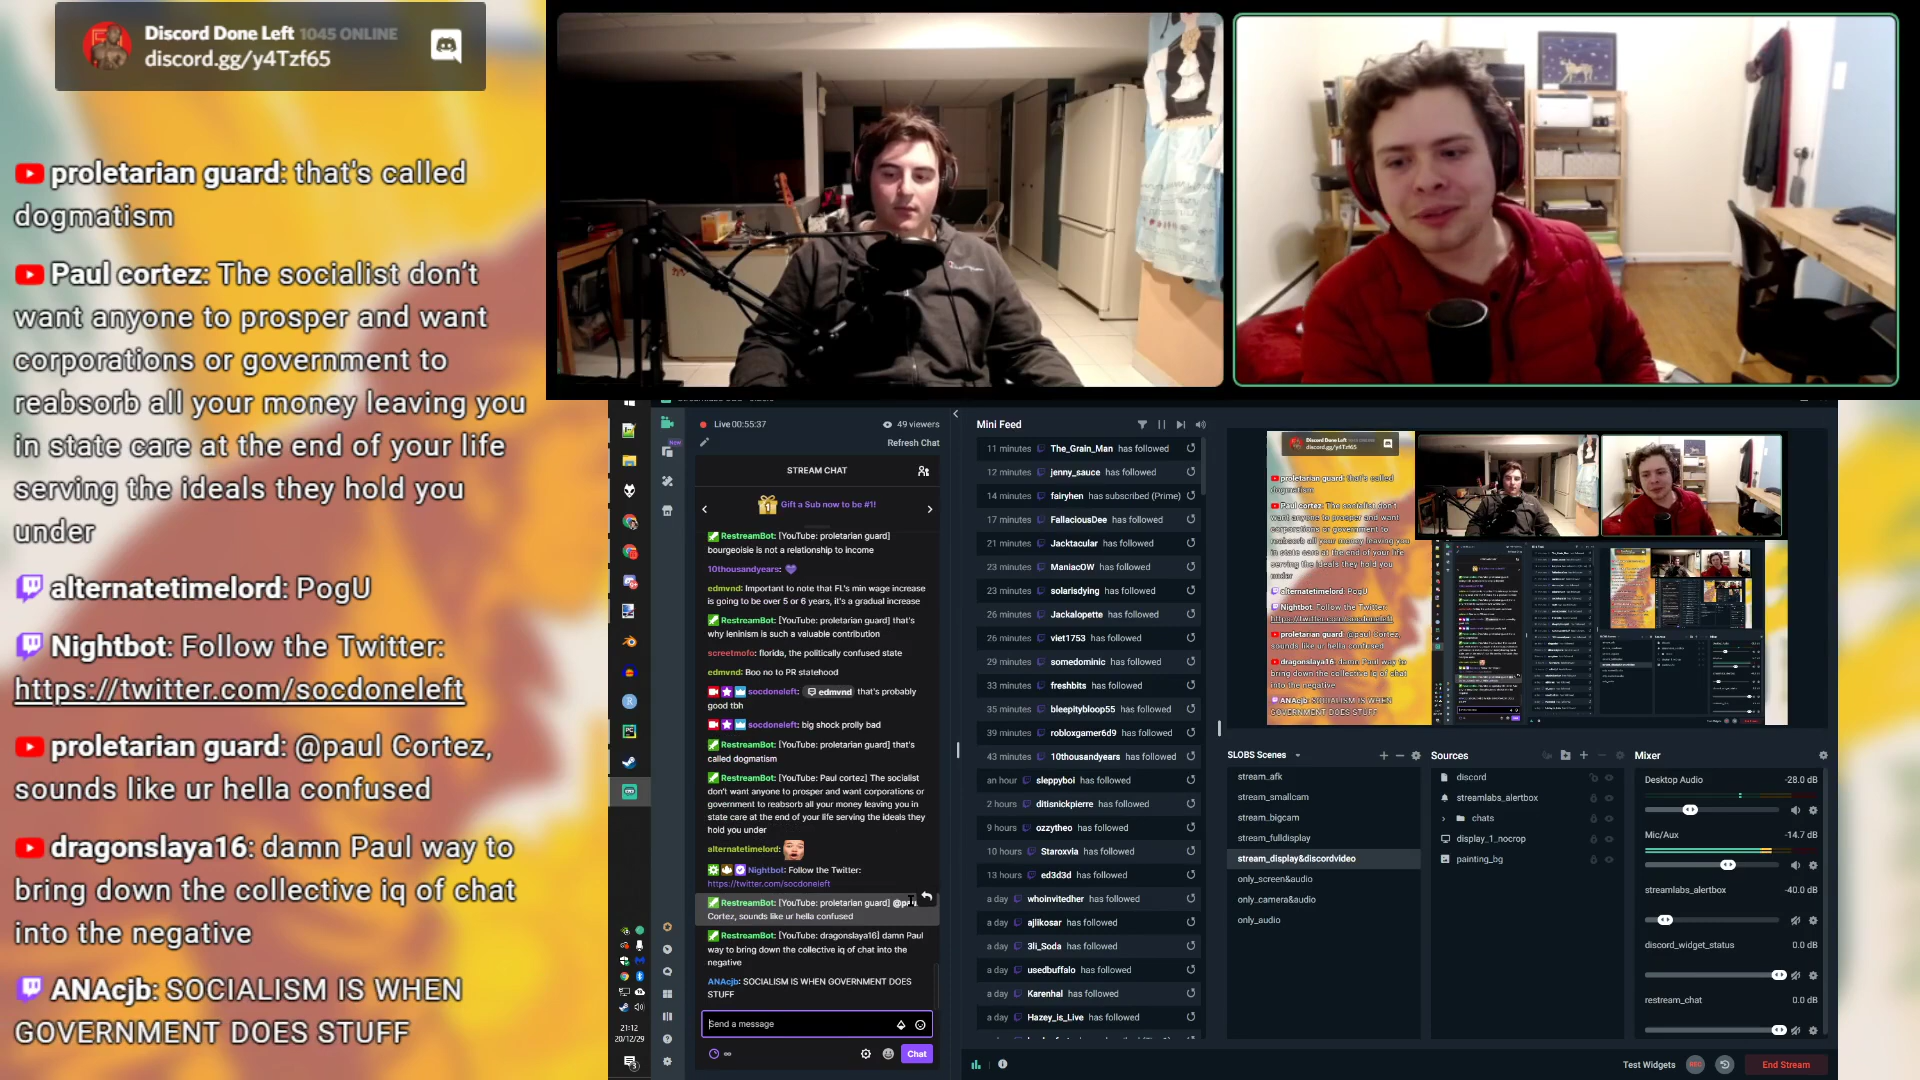 Discord Done Left 1045 ONLINE
discord.gg/y4Tzf65
proletarian guard: that's called
dogmatism
Paul cortez: The socialist don't
want anyone to prosper and want
corporations or government to
reabsorb all your money leaving you
in state care at the end of your life
serving the ideals they hold you
under
alternatetimelord: PogU
Nightbot: Follow the Twitter:
https://twitter.com/socdoneleft
proletarian guard: @paul Cortez,
sounds like ur hella confused
dragonslaya16: damn Paul way to
bring down the collective iq of chat
into the negative
ANAcjb: SOCIALISM IS WHEN
GOVERNMENT DOES STUFF
New
21:12
20/12/29
Live 00:55:37
49 viewers
Refresh Chat
STREAM CHAT
Gift a Sub now to be #1!
RestreamBot: [YouTube: proletarian guard]
bourgeoisie is not a relationship to income
10thousandyears:
edmvnd: Important to note that FL's min wage increase
is going to be over 5 or 6 years, it's a gradual increase
RestreamBot: [YouTube: proletarian guard] that's
why leninism is such a valuable contribution
screetmofo: florida, the politically confused state
edmvnd: Boo no to PR statehood
socdoneleft: edmvnd that's probably
good tbh
socdoneleft: big shock prolly bad
RestreamBot: [YouTube: proletarian guard] that's
called dogmatism
RestreamBot: [YouTube: Paul cortez] The socialist
don't want anyone to prosper and want corporations or
government to reabsorb all your money leaving you in
state care at the end of your life serving the ideals they
hold you under
alternatetimelord:
Nightbot: Follow the Twitter:
https://twitter.com/socdoneleft
RestreamBot: [YouTube: proletarian guard]
Cortez, sounds like ur hella confused
RestreamBot: [YouTube: dragonslaya16] damn Paul
way to bring down the collective iq of chat into the
negative
ANAcjb: SOCIALISM IS WHEN GOVERNMENT DOES
STUFF
Send a message
Chat
Mini Feed
11 minutes The_Grain_Man has followed
12 minutes jenny_sauce has followed
14 minutes fairyhen has subscribed (Prime)
17 minutes FallaciousDee has followed
21 minutes Jacktacular has followed
23 minutes ManiacOW has followed
23 minutes solarisdying has followed
26 minutes Jackalopette has followed
26 minutes viet1753 has followed
29 minutes somedominic has followed
33 minutes freshbits has followed
35 minutes bleepitybloop55 has followed
39 minutes robloxgamer6d9 has followed
43 minutes 10thousandyears has followed
an hour sleppyboi has followed
2 hours ditisnickpierre has followed
9 hours ozzytheo has followed
10 hours Staroxvia has followed
13 hours ed3d3d has followed
a day whoinvitedher has followed
a day ajlikosar has followed
a day 3li_Soda has followed
a day usedbuffalo has followed
a day Karenhal has followed
a day Hazey_is_Live has followed
SLOBS Scenes
stream_afk
stream_smallcam
stream_bigcam
stream_fulldisplay
stream_display&discordvideo
only_screen&audio
only_camera&audio
only_audio
Sources
discord
streamlabs_alertbox
chats
display_1_nocrop
painting_bg
Mixer
Desktop Audio -28.0 dB
Mic/Aux -14.7 dB
streamlabs_alertbox -40.0 dB
discord_widget_status 0.0 dB
restream_chat 0.0 dB
Test Widgets
REC
End Stream